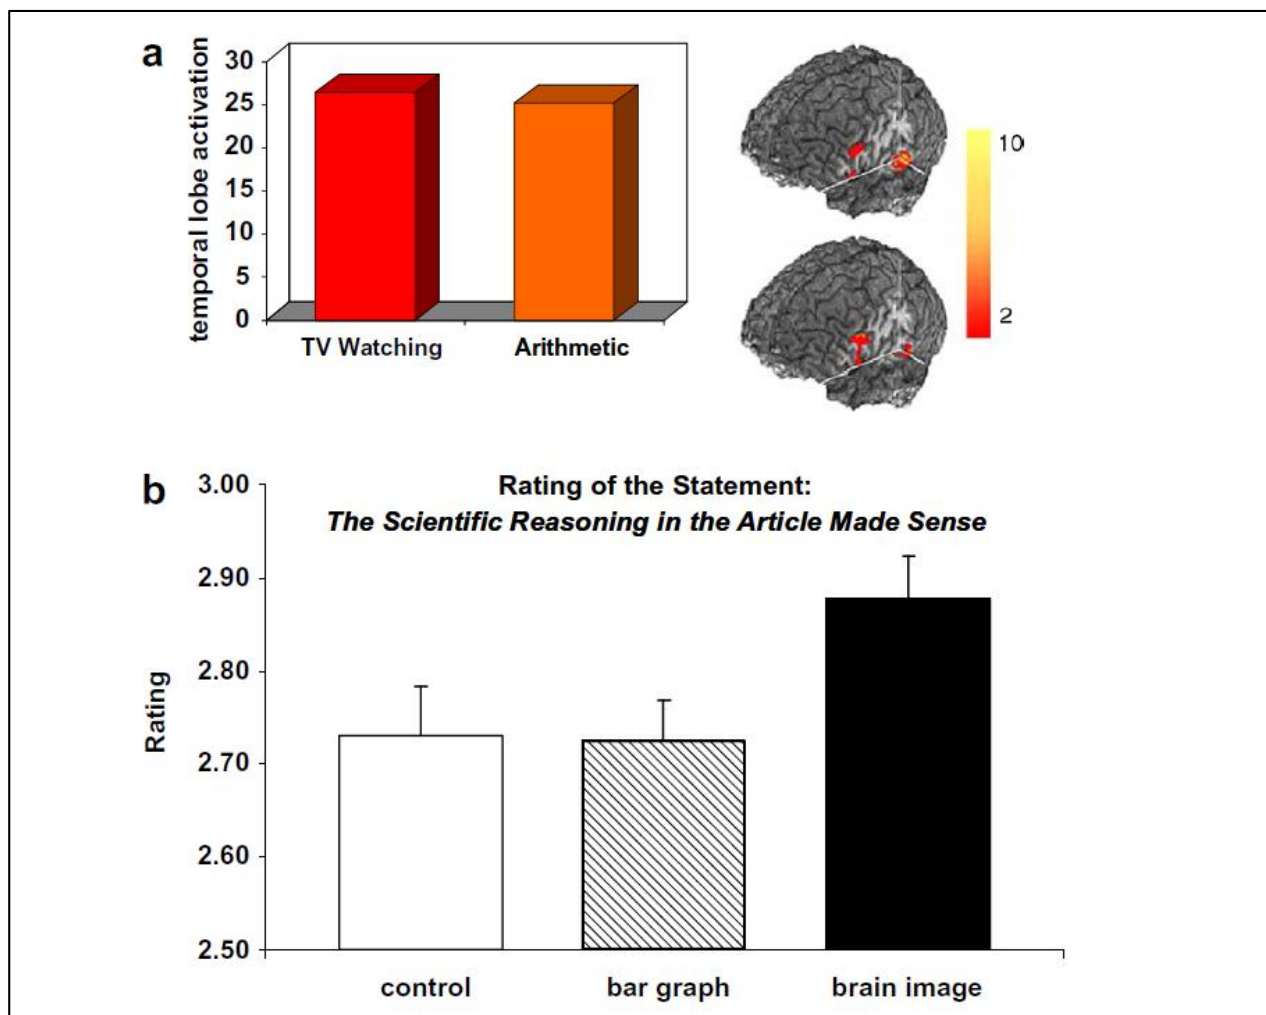 a
temporal lobe activation
30
25
20
15
10
5
0
TV Watching
Arithmetic
10
2
b
Rating of the Statement:
The Scientific Reasoning in the Article Made Sense
Rating
3.00
2.90
2.80
2.70
2.60
2.50
control
bar graph
brain image